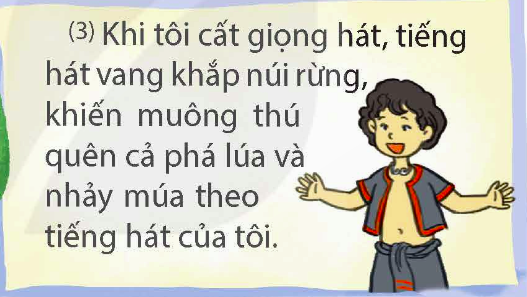 (3) Khi tôi cất giọng hát, tiếng
hát vang khắp núi rừng,
khiến muông thú
quên cả phá lúa và
nhảy múa theo
tiếng hát của tôi.